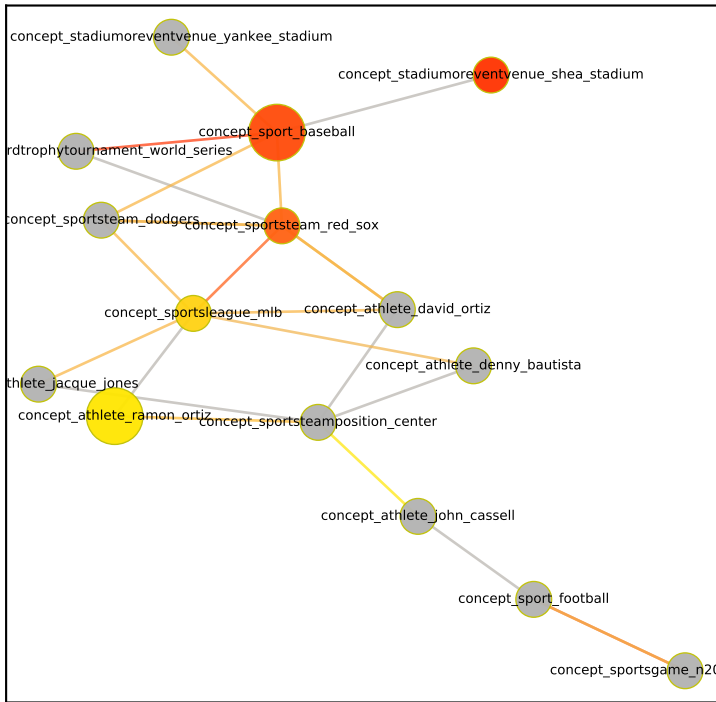 concept_stadiumoreventvenue_yankee_stadium
concept_stadiumoreventvenue_shea_stadium
concept_sport_baseball
rdtrophytournament_world_series
concept_sportsteam_dodgers
concept_sportsteam_red_sox
concept_sportsleague_mlb
concept_athlete_david_ortiz
concept_athlete_denny_bautista
thlete_jacque_jones
concept_athlete_ramon_ortiz
concept_sportsteamposition_center
concept_athlete_john_cassell
concept_sport_football
concept_sportsgame_n20